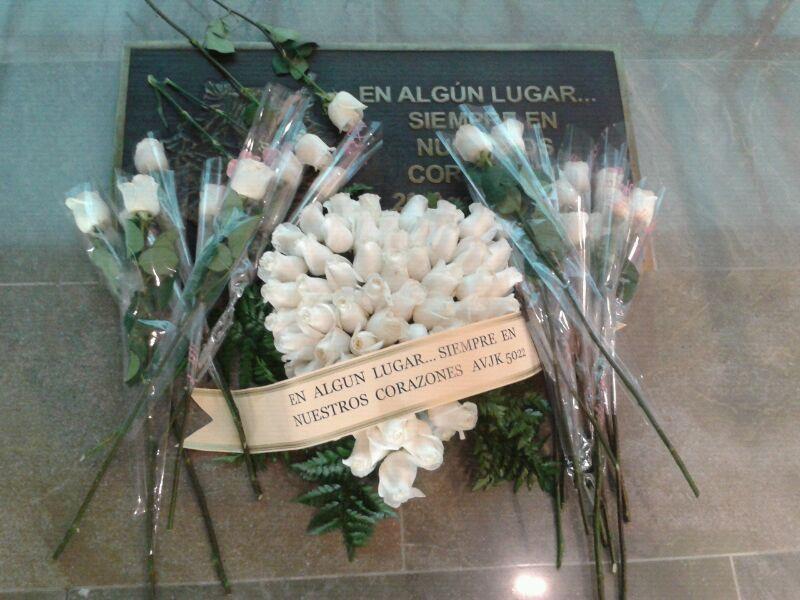 EN ALGÚN LUGAR...
SIEMPRE EN
EN ALGUN LUGAR... SIEMPRE EN
NUESTROS CORAZONES AVJK 5022